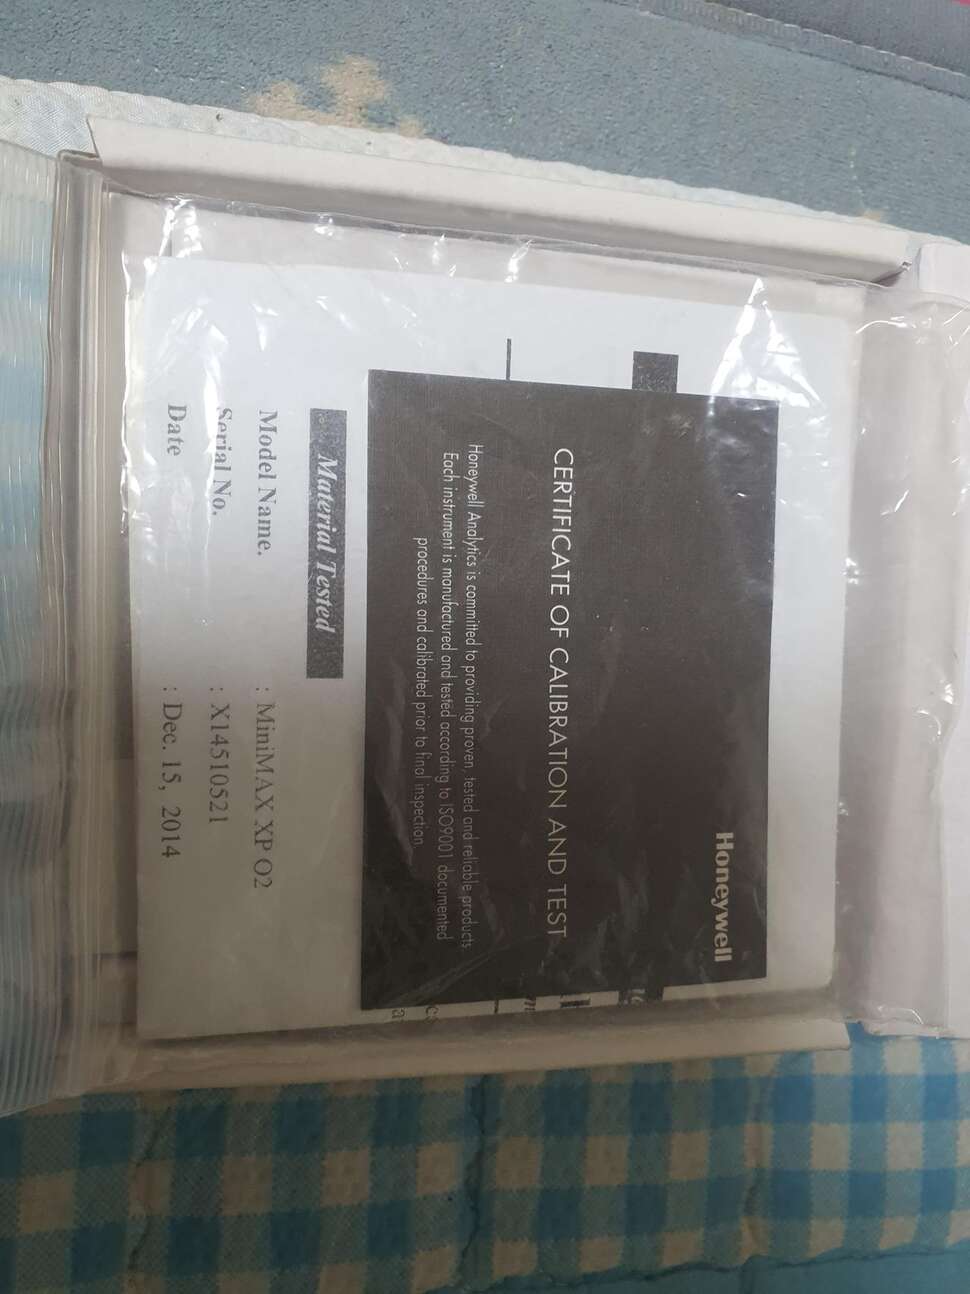 Honeywell
CERTIFICATE OF CALIBRATION AND TEST
Honeywell Analytics is committed to providing proven, tested and reliable products
Each instrument is manufactured and tested according to ISO9001 documented
procedures and calibrated prior to final inspection.
Material Tested
Model Name. : MiniMAX XP O2
Serial No. : X14510521
Date : Dec. 15, 2014